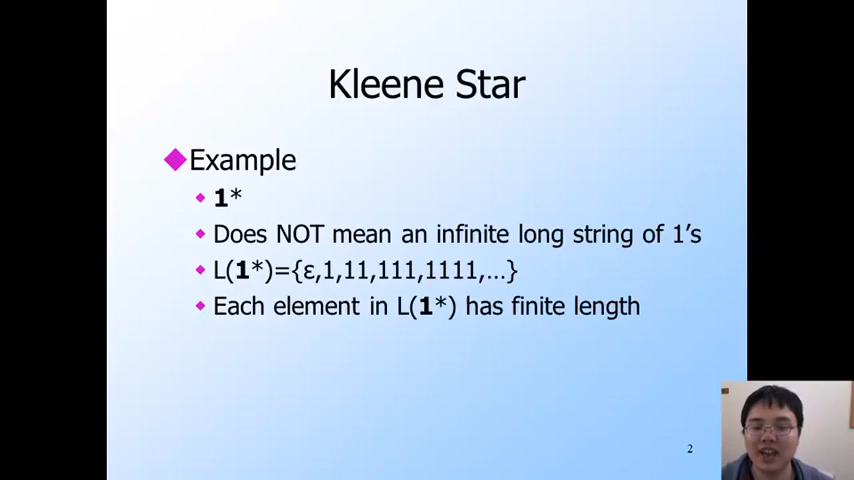 Kleene Star
Example
1*
Does NOT mean an infinite long string of 1's
L(1*)={ε,1,11,111,1111,…}
Each element in L(1*) has finite length
2